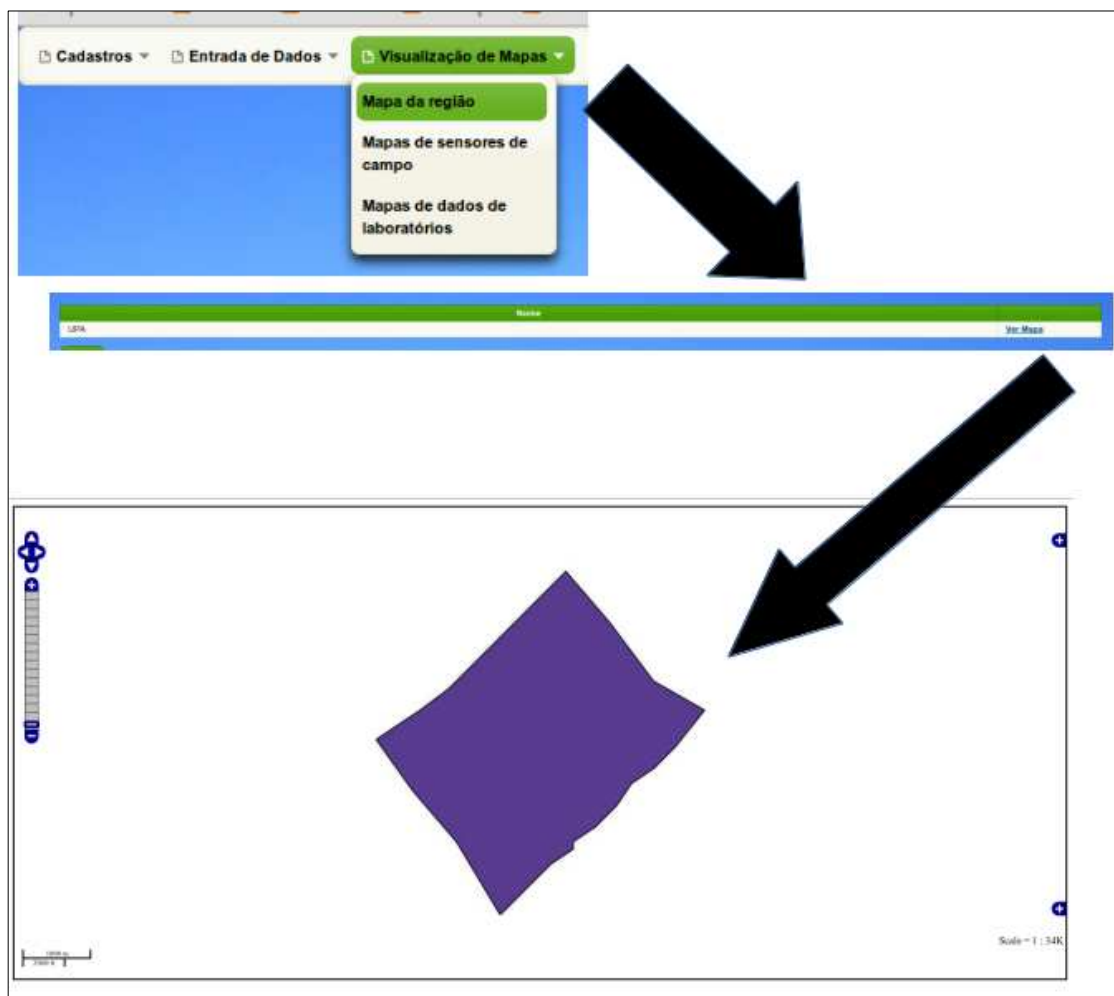 Cadastros Entrada de Dados Visualização de Mapas
Mapa da região
Mapas de sensores de
campo
Mapas de dados de
laboratórios
Nome
Ver Mapa
Scale = 1 : 34K